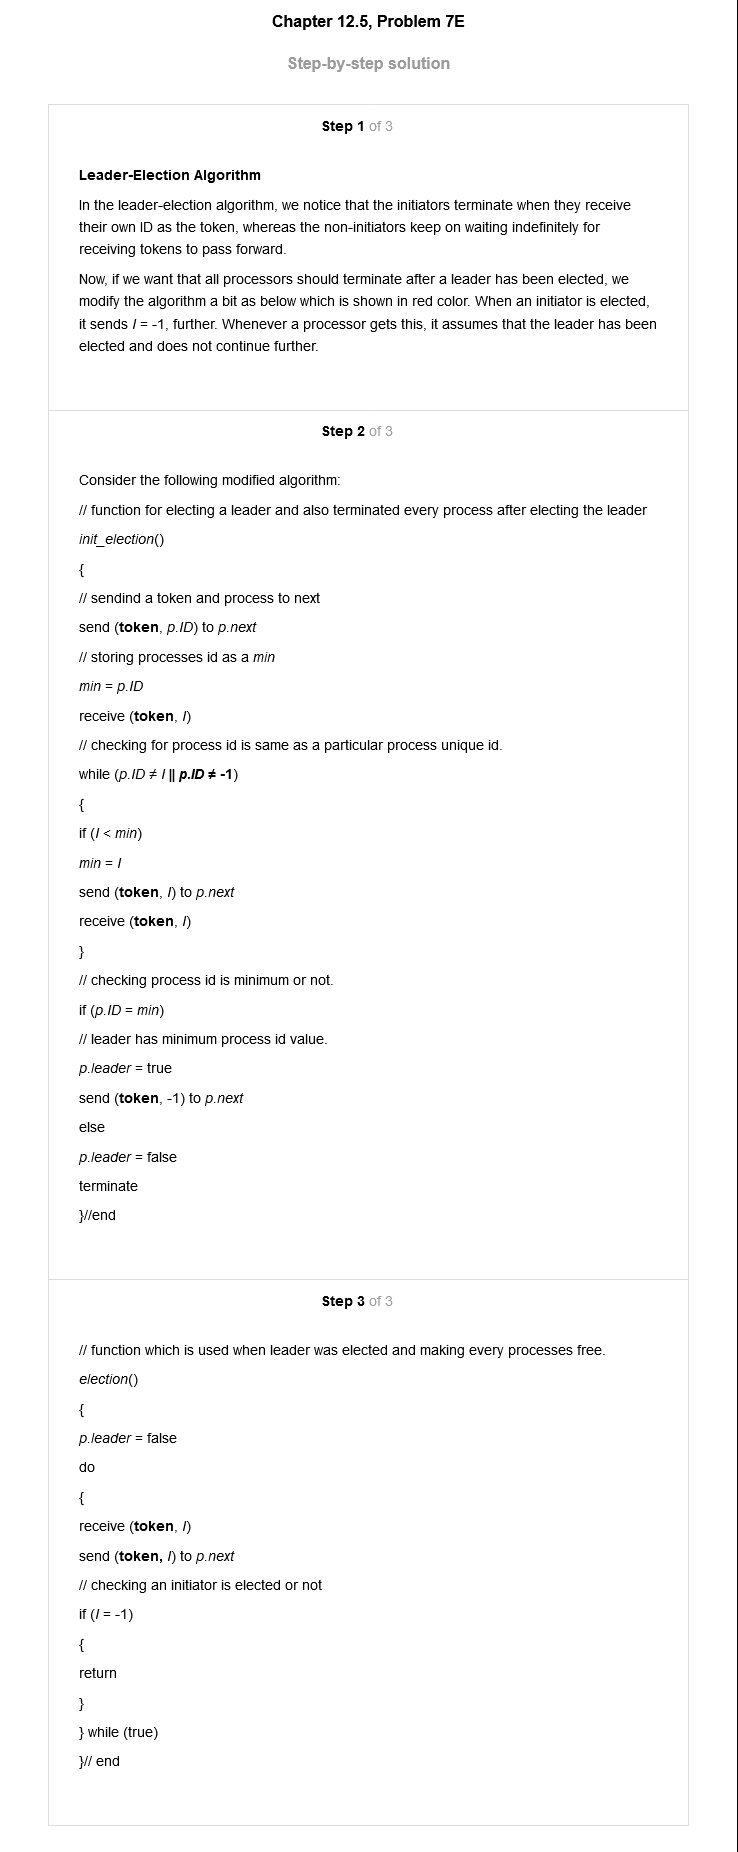 Chapter 12.5, Problem 7E
Step-by-step solution
Step 1 of 3
Leader-Election Algorithm
In the leader-election algorithm, we notice that the initiators terminate when they receive
their own ID as the token, whereas the non-initiators keep on waiting indefinitely for
receiving tokens to pass forward.
Now, if we want that all processors should terminate after a leader has been elected, we
modify the algorithm a bit as below which is shown in red color. When an initiator is elected,
it sends I = -1, further. Whenever a processor gets this, it assumes that the leader has been
elected and does not continue further.
Step 2 of 3
Consider the following modified algorithm:
// function for electing a leader and also terminated every process after electing the leader
init_election()
{
// sendind a token and process to next
send (token, p.ID) to p.next
// storing processes id as a min
min = p.ID
receive (token, I)
// checking for process id is same as a particular process unique id.
while (p.ID ≠ I || p.ID ≠ -1)
{
if (I < min)
min = I
send (token, I) to p.next
receive (token, I)
}
// checking process id is minimum or not.
if (p.ID = min)
// leader has minimum process id value.
p.leader = true
send (token, -1) to p.next
else
p.leader = false
terminate
}//end
Step 3 of 3
// function which is used when leader was elected and making every processes free.
election()
{
p.leader = false
do
{
receive (token, I)
send (token, I) to p.next
// checking an initiator is elected or not
if (I = -1)
{
return
}
} while (true)
}// end